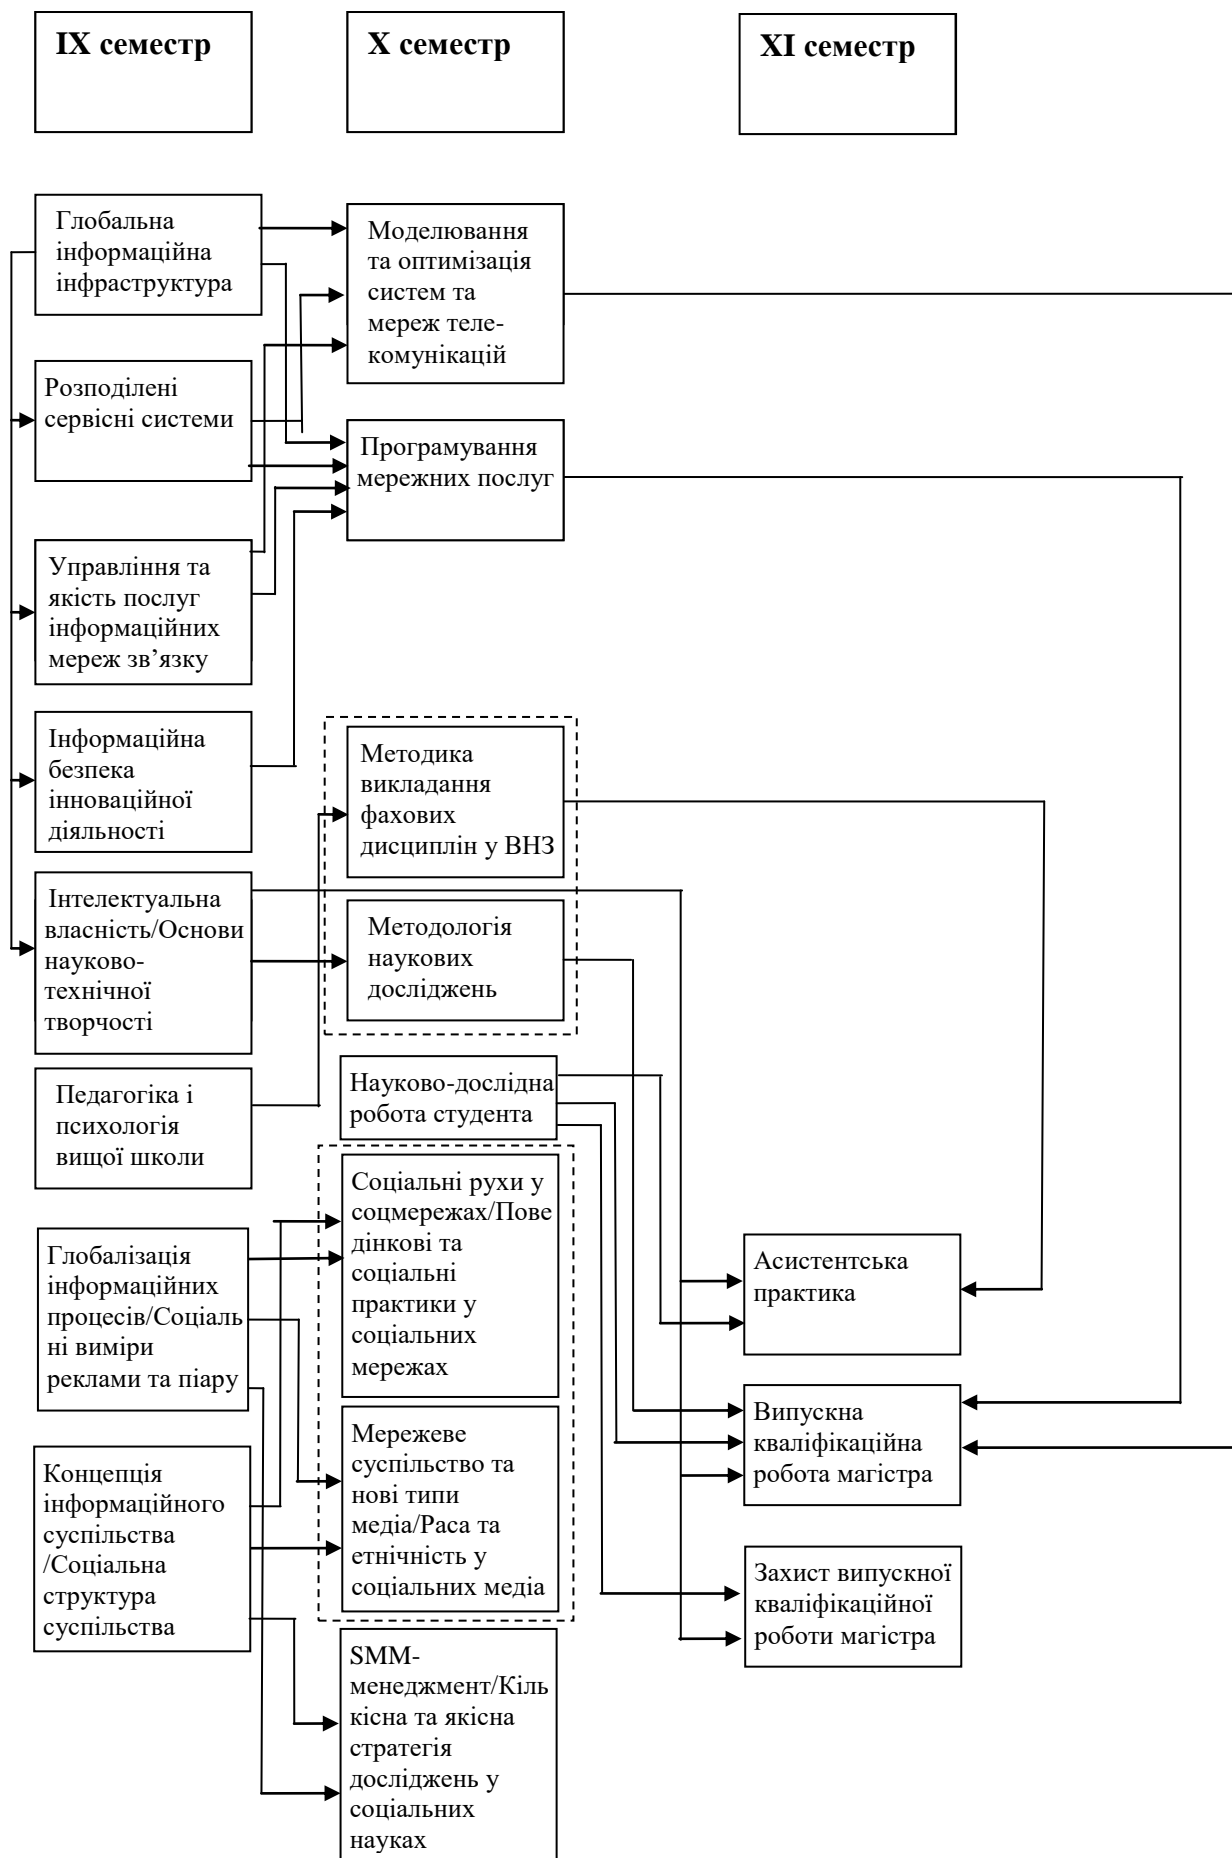 IX семестр
X семестр
XI семестр
Глобальна
інформаційна
інфраструктура
Розподілені
сервісні системи
Управління та
якість послуг
інформаційних
мереж зв’язку
Інформаційна
безпека
інноваційної
діяльності
Інтелектуальна
власність/Основи
науково-
технічної
творчості
Педагогіка і
психологія
вищої школи
Глобалізація
інформаційних
процесів/Соціаль
ні виміри
реклами та піару
Концепція
інформаційного
суспільства
/Соціальна
структура
суспільства
Моделювання
та оптимізація
систем та
мереж теле-
комунікацій
Програмування
мережних послуг
Методика
викладання
фахових
дисциплін у ВНЗ
Методологія
наукових
досліджень
Науково-дослідна
робота студента
Соціальні рухи у
соцмережах/Пове
дінкові та
соціальні
практики у
соціальних
мережах
Мережеве
суспільство та
нові типи
медіа/Раса та
етнічність у
соціальних медіа
SMM-
менеджмент/Кіль
кісна та якісна
стратегія
досліджень у
соціальних
науках
Асистентська
практика
Випускна
кваліфікаційна
робота магістра
Захист випускної
кваліфікаційної
роботи магістра